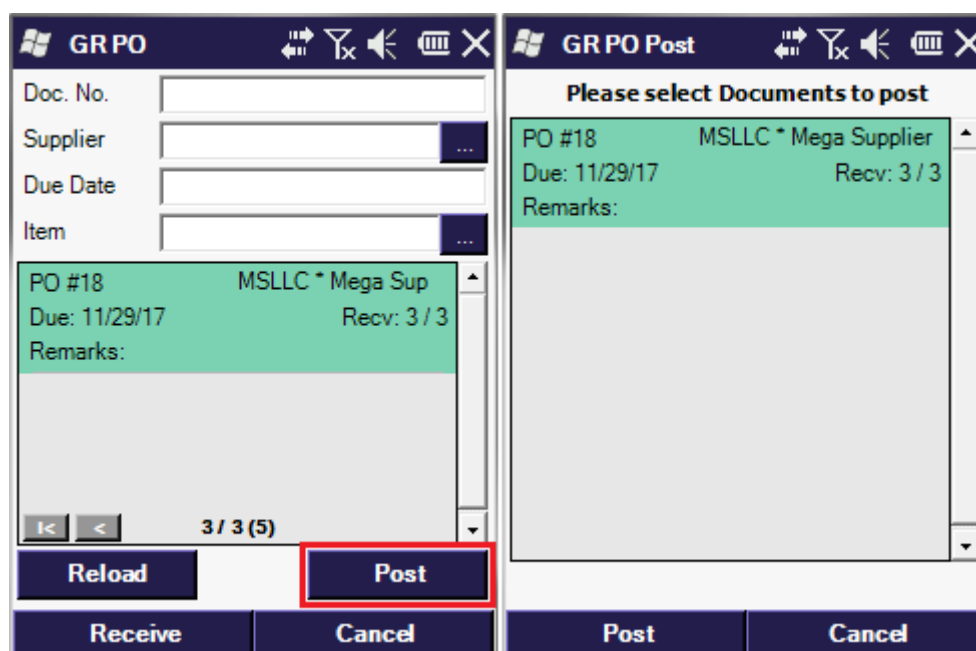 GR PO
Doc. No.
Supplier
...
Due Date
Item
...
PO #18 MSLLC * Mega Sup
Due: 11/29/17 Recv: 3 / 3
Remarks:
I< < 3 / 3 (5)
Reload Post
Receive Cancel
GR PO Post
Please select Documents to post
PO #18 MSLLC * Mega Supplier
Due: 11/29/17 Recv: 3 / 3
Remarks:
Post Cancel